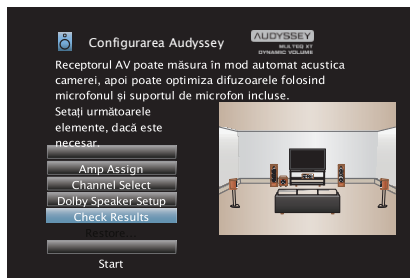 Configurarea Audyssey
AUDYSSEY
MULTEQ XT
DYNAMIC VOLUME
Receptorul AV poate măsura în mod automat acustica
camerei, apoi poate optimiza difuzoarele folosind
microfonul și suportul de microfon incluse.
Setați următoarele
elemente, dacă este
necesar.
Amp Assign
Channel Select
Dolby Speaker Setup
Check Results
Restore...
Start